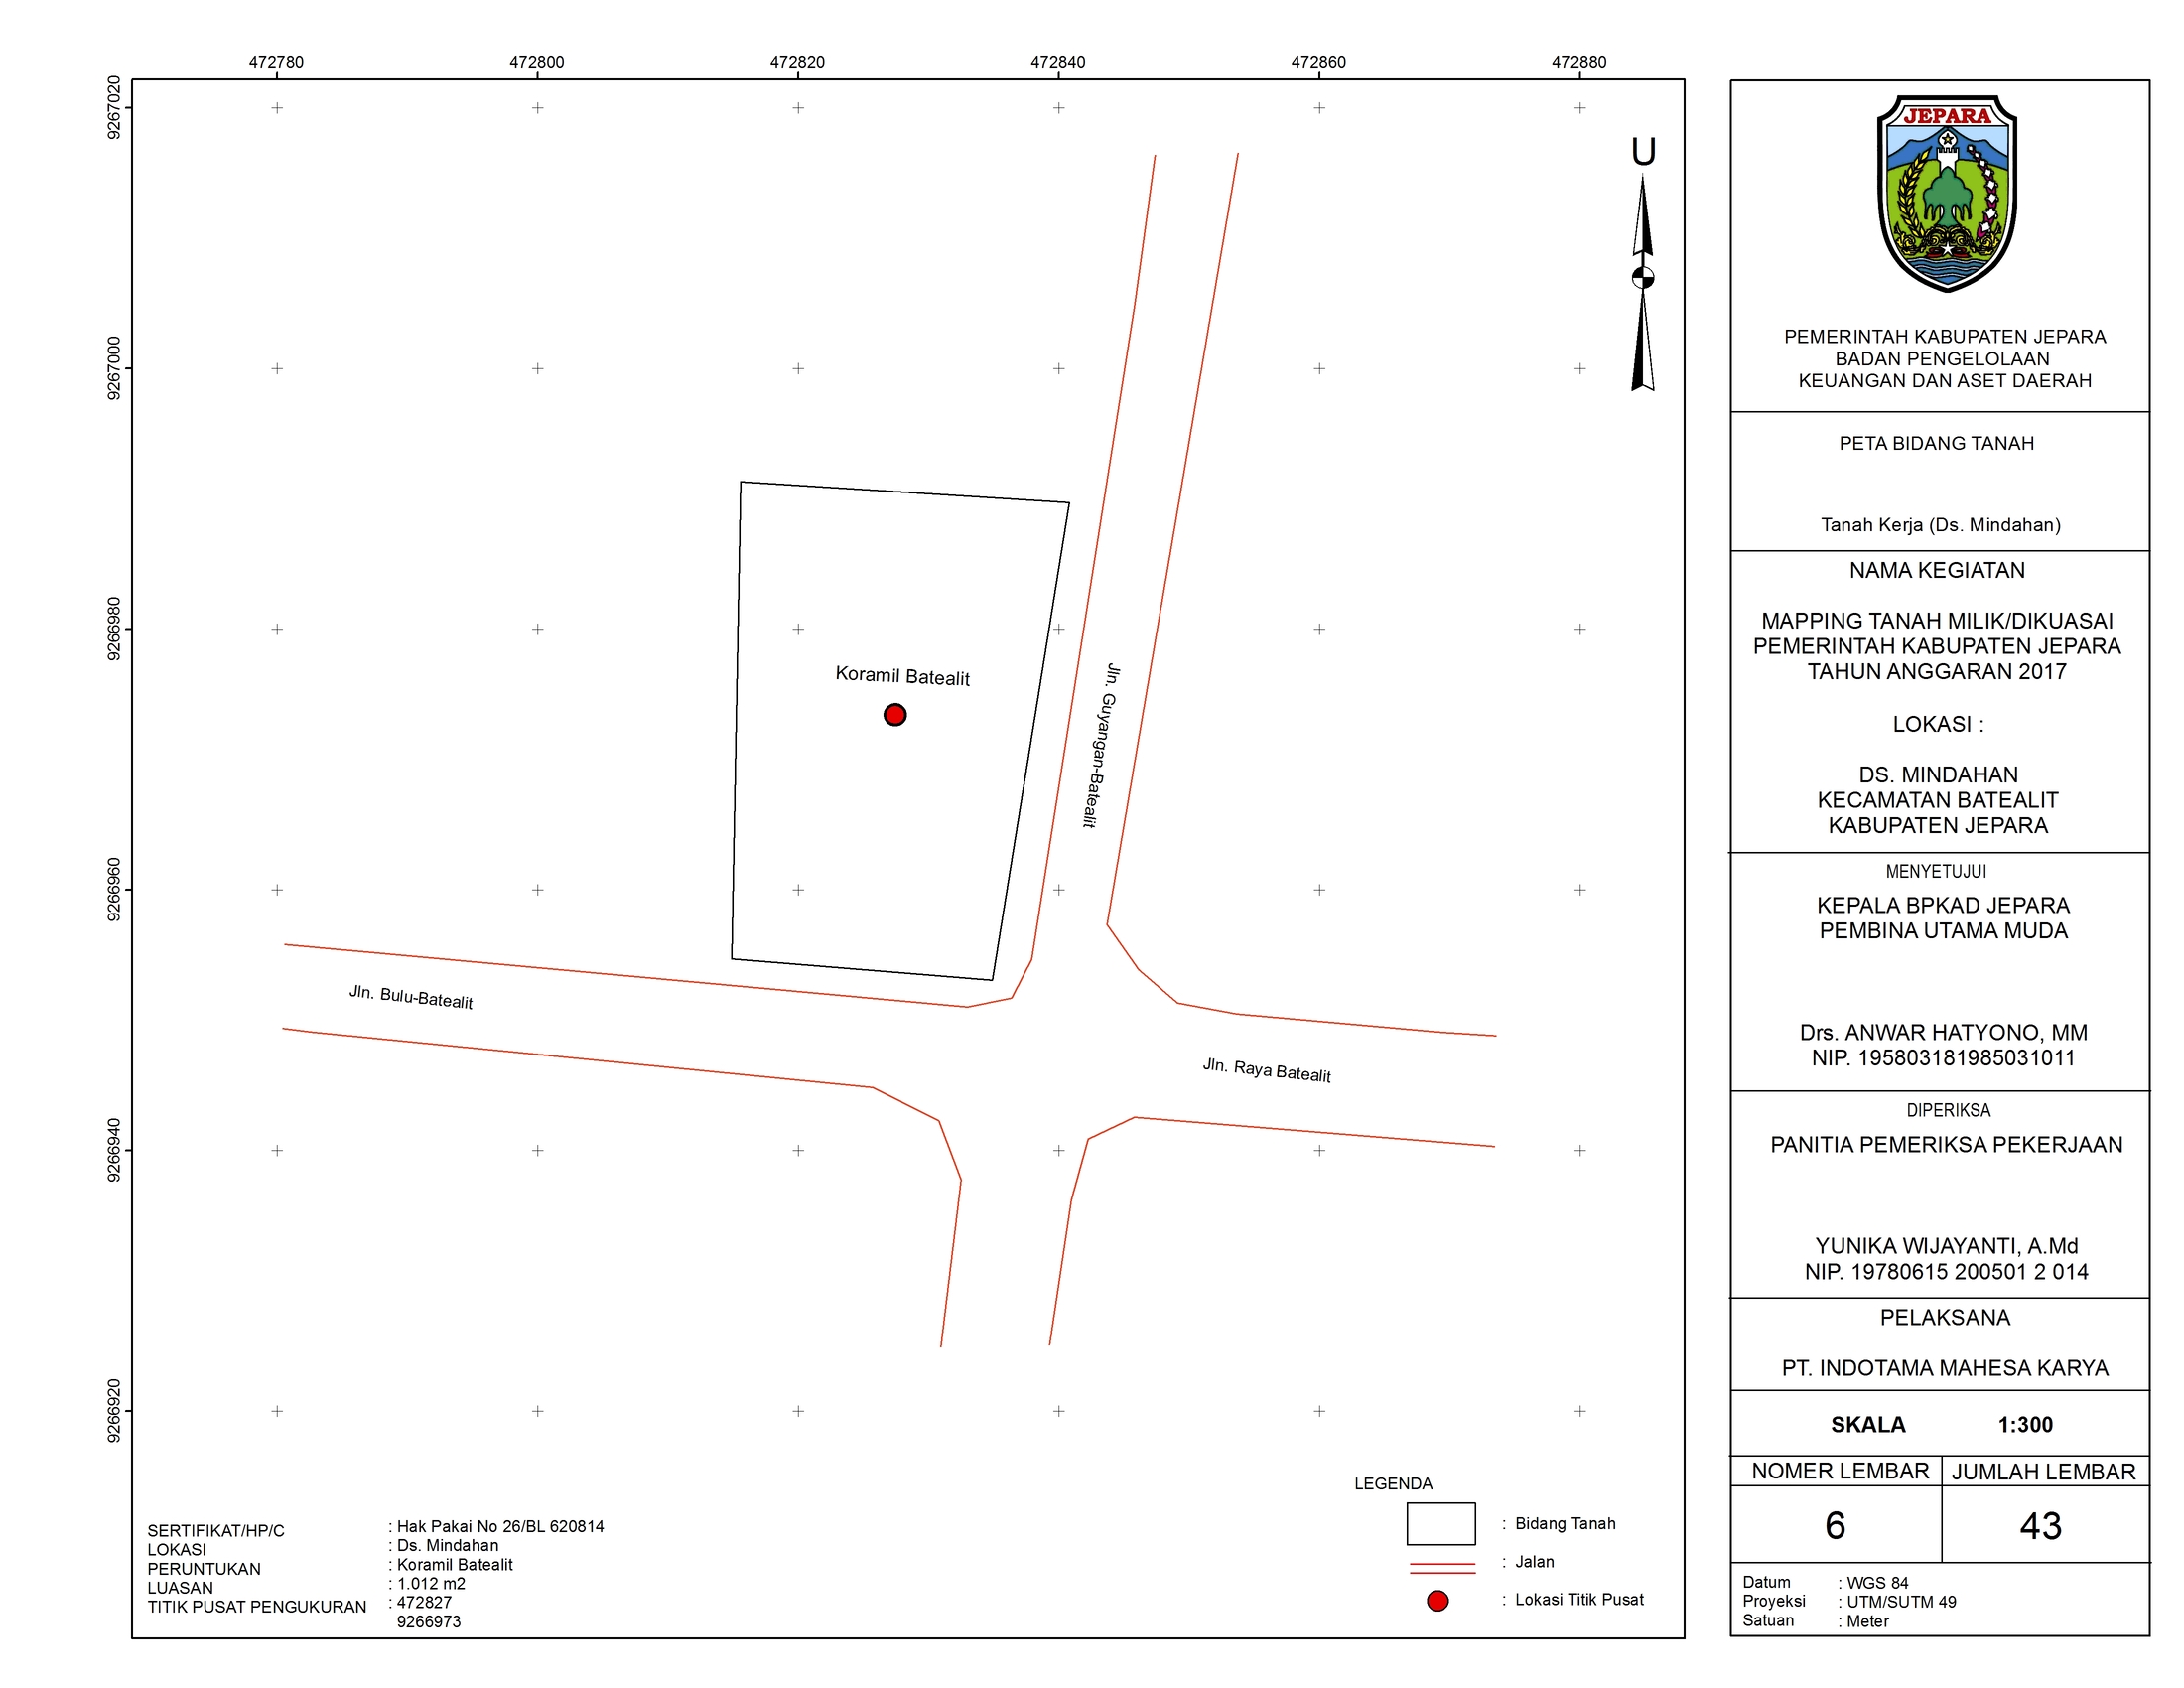 472780 472800 472820 472840 472860 472880
9267020
9267000
9266980
9266960
9266940
9266920
U
Koramil Batealit
Jln. Guyangan-Batealit
Jln. Bulu-Batealit
Jln. Raya Batealit
SERTIFIKAT/HP/C : Hak Pakai No 26/BL 620814
LOKASI : Ds. Mindahan
PERUNTUKAN : Koramil Batealit
LUASAN : 1.012 m2
TITIK PUSAT PENGUKURAN : 472827
9266973
LEGENDA
: Bidang Tanah
: Jalan
: Lokasi Titik Pusat
JEPARA
PEMERINTAH KABUPATEN JEPARA
BADAN PENGELOLAAN
KEUANGAN DAN ASET DAERAH
PETA BIDANG TANAH
Tanah Kerja (Ds. Mindahan)
NAMA KEGIATAN
MAPPING TANAH MILIK/DIKUASAI
PEMERINTAH KABUPATEN JEPARA
TAHUN ANGGARAN 2017
LOKASI :
DS. MINDAHAN
KECAMATAN BATEALIT
KABUPATEN JEPARA
MENYETUJUI
KEPALA BPKAD JEPARA
PEMBINA UTAMA MUDA
Drs. ANWAR HATYONO, MM
NIP. 195803181985031011
DIPERIKSA
PANITIA PEMERIKSA PEKERJAAN
YUNIKA WIJAYANTI, A.Md
NIP. 19780615 200501 2 014
PELAKSANA
PT. INDOTAMA MAHESA KARYA
SKALA 1:300
NOMER LEMBAR JUMLAH LEMBAR
6 43
Datum : WGS 84
Proyeksi : UTM/SUTM 49
Satuan : Meter